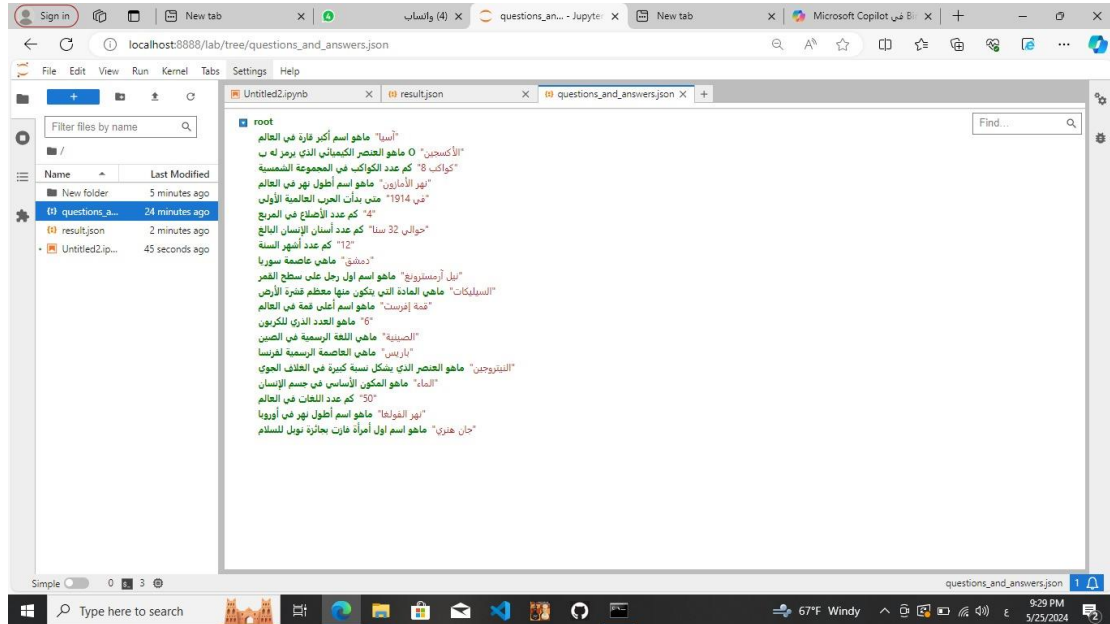 Sign in
New tab
(4) واتساب
questions_an... - Jupyter
New tab
Microsoft Copilot في Bin
localhost:8888/lab/tree/questions_and_answers.json
File Edit View Run Kernel Tabs Settings Help
Untitled2.ipynb
result.json
questions_and_answers.json
Filter files by name
/
Name Last Modified
New folder 5 minutes ago
questions_a... 24 minutes ago
result.json 2 minutes ago
Untitled2.ip... 45 seconds ago
Find...
root
ماهو اسم أكبر قارة في العالم "آسيا"
ماهو العنصر الكيميائي الذي يرمز له ب O "الأكسجين"
كم عدد الكواكب في المجموعة الشمسية "8 كواكب"
ماهو اسم أطول نهر في العالم "نهر الأمازون"
متى بدأت الحرب العالمية الأولى "في 1914"
كم عدد الأضلاع في المربع "4"
كم عدد أسنان الإنسان البالغ "حوالي 32 سنا"
كم عدد أشهر السنة "12"
ماهي عاصمة سوريا "دمشق"
ماهو اسم اول رجل على سطح القمر "نيل آرمسترونغ"
ماهي المادة التي يتكون منها معظم قشرة الأرض "السيليكات"
ماهو اسم أعلى قمة في العالم "قمة إفرست"
ماهو العدد الذري للكربون "6"
ماهي اللغة الرسمية في الصين "الصينية"
ماهي العاصمة الرسمية لفرنسا "باريس"
ماهو العنصر الذي يشكل نسبة كبيرة في الغلاف الجوي "النيتروجين"
ماهو المكون الأساسي في جسم الإنسان "الماء"
كم عدد اللغات في العالم "50"
ماهو اسم أطول نهر في أوروبا "نهر الفولغا"
ماهو اسم اول أمرأة فازت بجائزة نوبل للسلام "جان هنري"
Simple 0 3
questions_and_answers.json 1
Type here to search
67°F Windy
ع
9:29 PM
5/25/2024